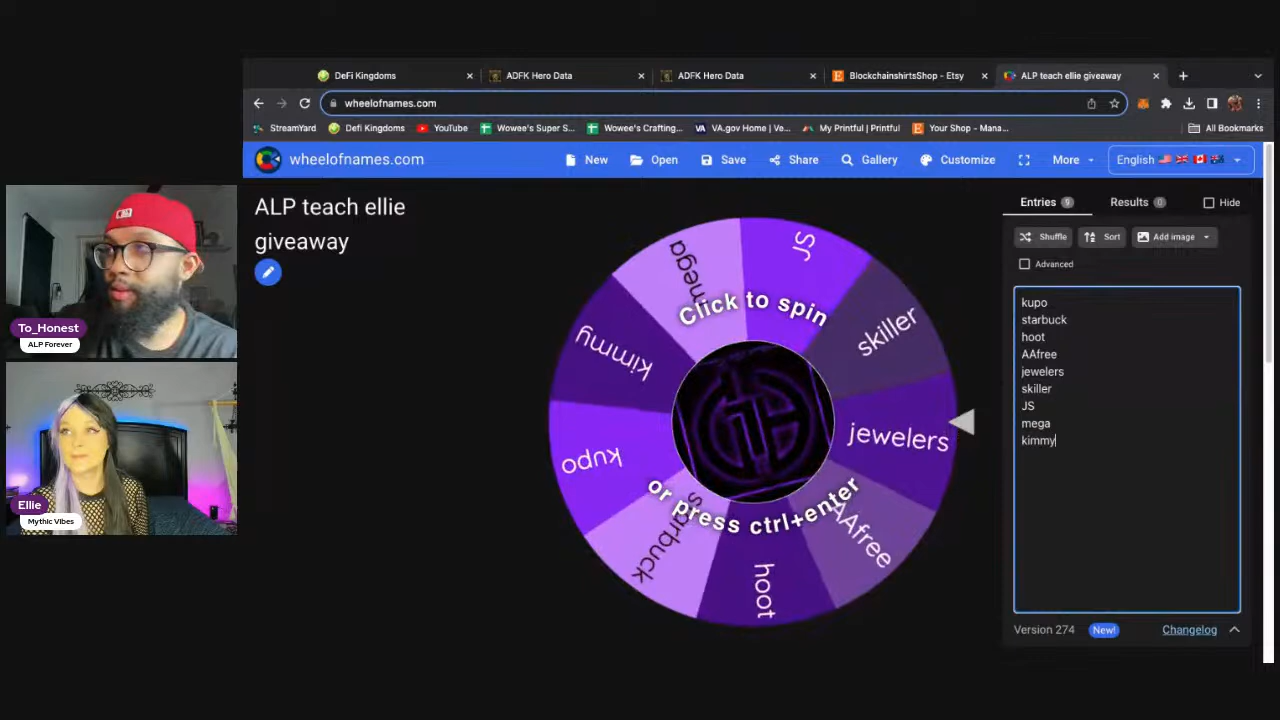 DeFi Kingdoms
ADFK Hero Data
ADFK Hero Data
BlockchainshirtsShop - Etsy
ALP teach ellie giveaway
wheelofnames.com
StreamYard
Defi Kingdoms
YouTube
Wowee's Super S...
Wowee's Crafting...
VA.gov Home | Ve...
My Printful | Printful
Your Shop - Mana...
All Bookmarks
wheelofnames.com
New
Open
Save
Share
Gallery
Customize
More
English
ALP teach ellie
giveaway
Entries 9
Results 0
Hide
Shuffle
Sort
Add image
Advanced
kupo
starbuck
hoot
AAfree
jewelers
skiller
JS
mega
kimmy
Version 274
New!
Changelog
Click to spin
or press ctrl+enter
mega
JS
skiller
jewelers
AAfree
hoot
starbuck
kupo
kimmy
To_Honest
ALP Forever
Ellie
Mythic Vibes